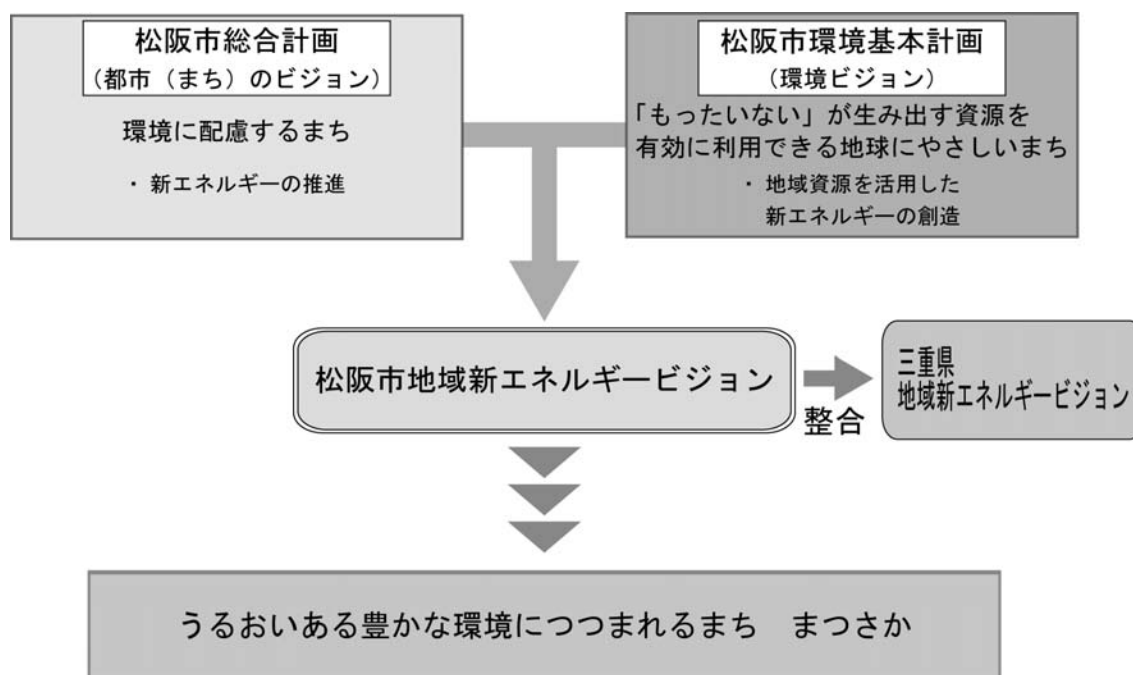 松阪市総合計画
（都市（まち）のビジョン）
環境に配慮するまち
・新エネルギーの推進
松阪市環境基本計画
（環境ビジョン）
「もったいない」が生み出す資源を
有効に利用できる地球にやさしいまち
・地域資源を活用した
新エネルギーの創造
松阪市地域新エネルギービジョン
整合
三重県
地域新エネルギービジョン
うるおいある豊かな環境につつまれるまち　まつさか